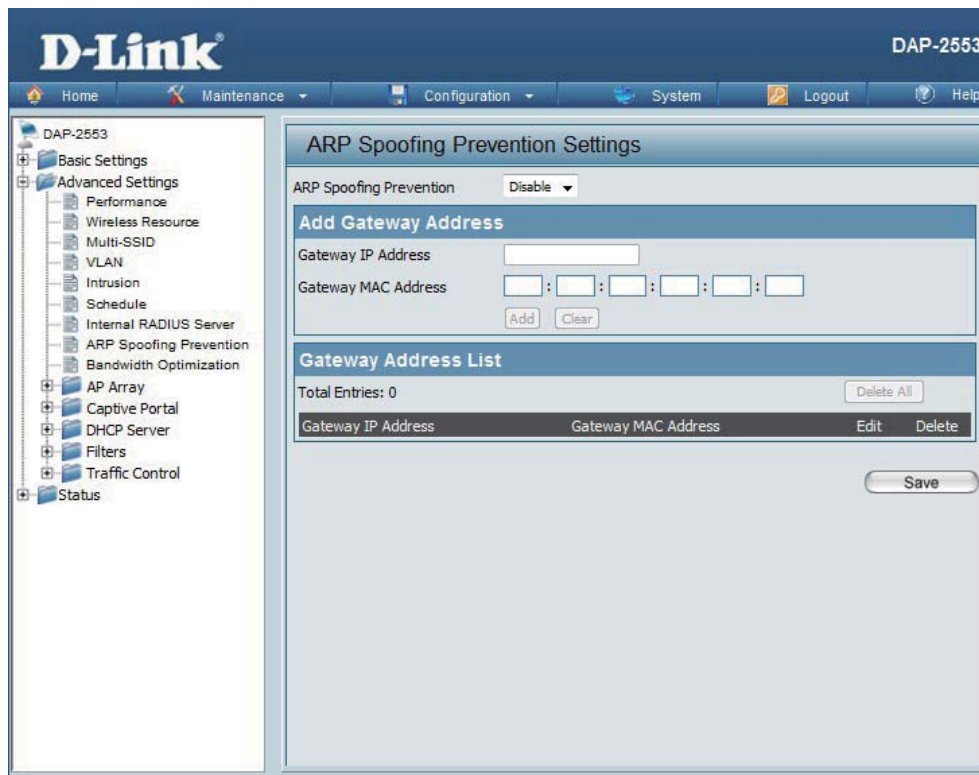 D-Link
DAP-2553
Home Maintenance Configuration System Logout Help
DAP-2553
Basic Settings
Advanced Settings
Performance
Wireless Resource
Multi-SSID
VLAN
Intrusion
Schedule
Internal RADIUS Server
ARP Spoofing Prevention
Bandwidth Optimization
AP Array
Captive Portal
DHCP Server
Filters
Traffic Control
Status
ARP Spoofing Prevention Settings
ARP Spoofing Prevention Disable
Add Gateway Address
Gateway IP Address
Gateway MAC Address : : : : :
Add Clear
Gateway Address List
Total Entries: 0 Delete All
Gateway IP Address Gateway MAC Address Edit Delete
Save